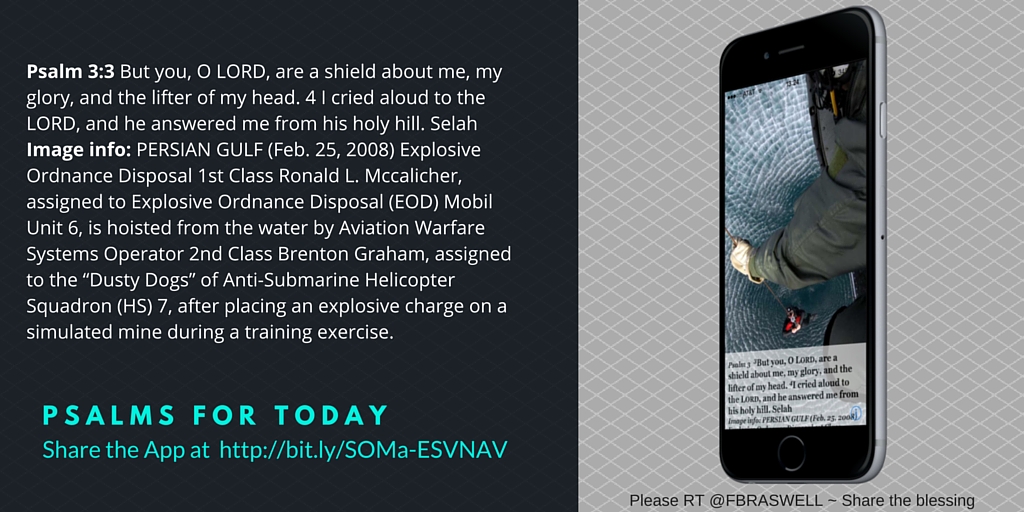 Psalm 3:3 But you, O LORD, are a shield about me, my
glory, and the lifter of my head. 4 I cried aloud to the
LORD, and he answered me from his holy hill. Selah
Image info: PERSIAN GULF (Feb. 25, 2008) Explosive
Ordnance Disposal 1st Class Ronald L. Mccalicher,
assigned to Explosive Ordnance Disposal (EOD) Mobil
Unit 6, is hoisted from the water by Aviation Warfare
Systems Operator 2nd Class Brenton Graham, assigned
to the “Dusty Dogs” of Anti-Submarine Helicopter
Squadron (HS) 7, after placing an explosive charge on a
simulated mine during a training exercise.
PSALMS FOR TODAY
Share the App at http://bit.ly/SOMa-ESVNAV
Psalm 3 ³But you, O LORD, are a
shield about me, my glory, and the
lifter of my head. ⁴I cried aloud to
the LORD, and he answered me from
his holy hill. Selah
Image info: PERSIAN GULF (Feb. 25, 2008)
Please RT @FBRASWELL ~ Share the blessing